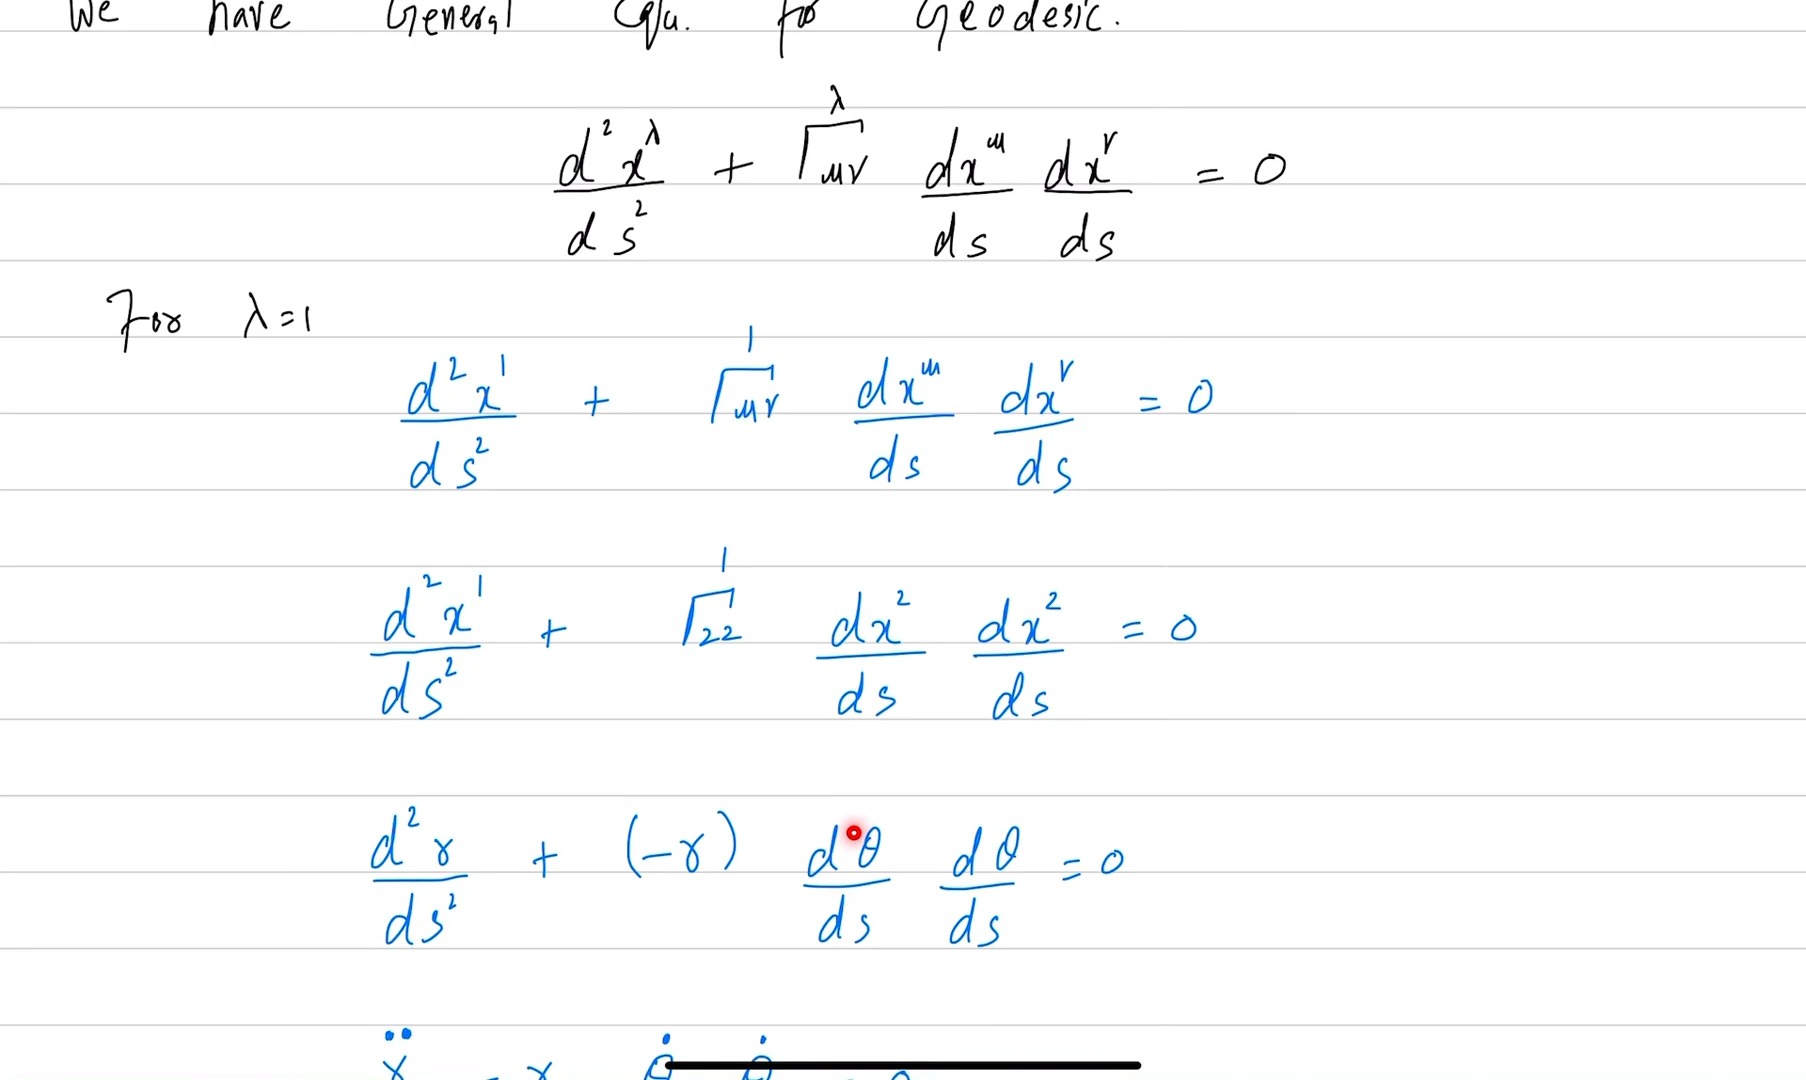 We have General Equ. for Geodesic.
d²x^λ/ds² + Γ^λ_μν dx^μ/ds dx^ν/ds = 0
For λ=1
d²x¹/ds² + Γ¹_μν dx^μ/ds dx^ν/ds = 0
d²x¹/ds² + Γ¹_22 dx²/ds dx²/ds = 0
d²r/ds² + (-r) dθ/ds dθ/ds = 0
r̈ - r θ̇ θ̇ = 0